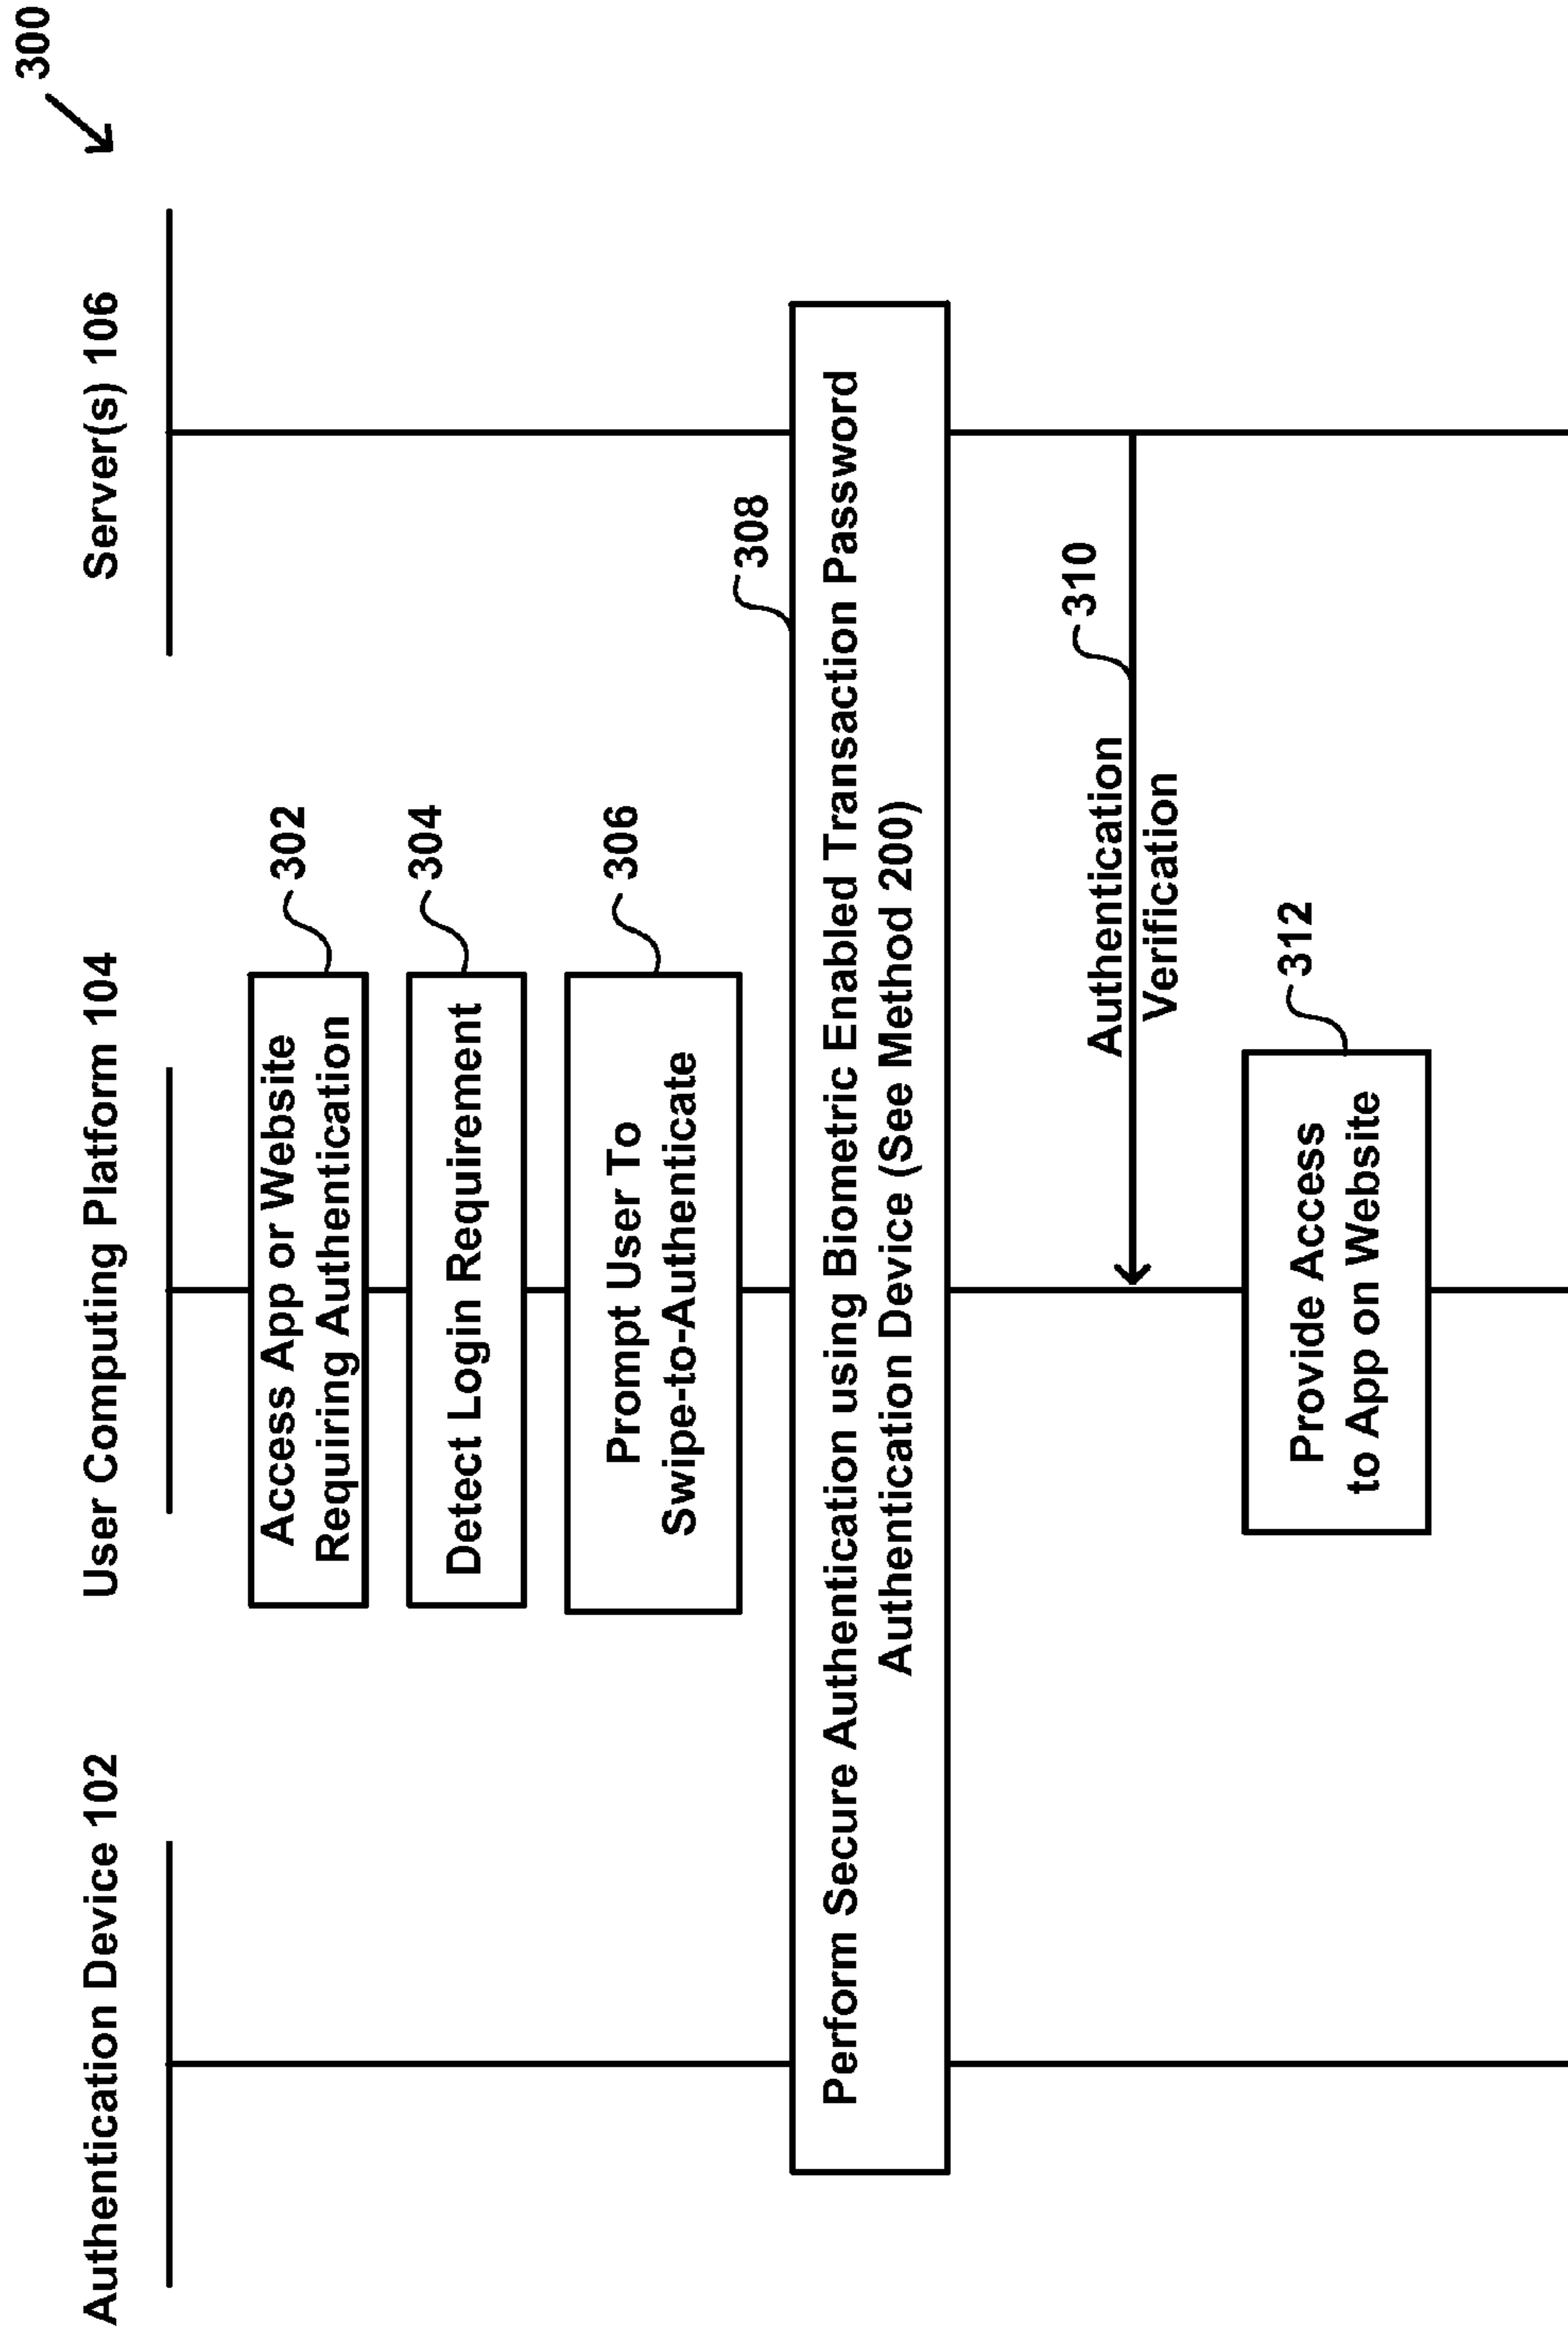 300
Authentication Device 102
User Computing Platform 104
Server(s) 106
Access App or Website
Requiring Authentication
302
Detect Login Requirement
304
Prompt User To
Swipe-to-Authenticate
306
308
Perform Secure Authentication using Biometric Enabled Transaction Password
Authentication Device (See Method 200)
310
Authentication
Verification
312
Provide Access
to App on Website